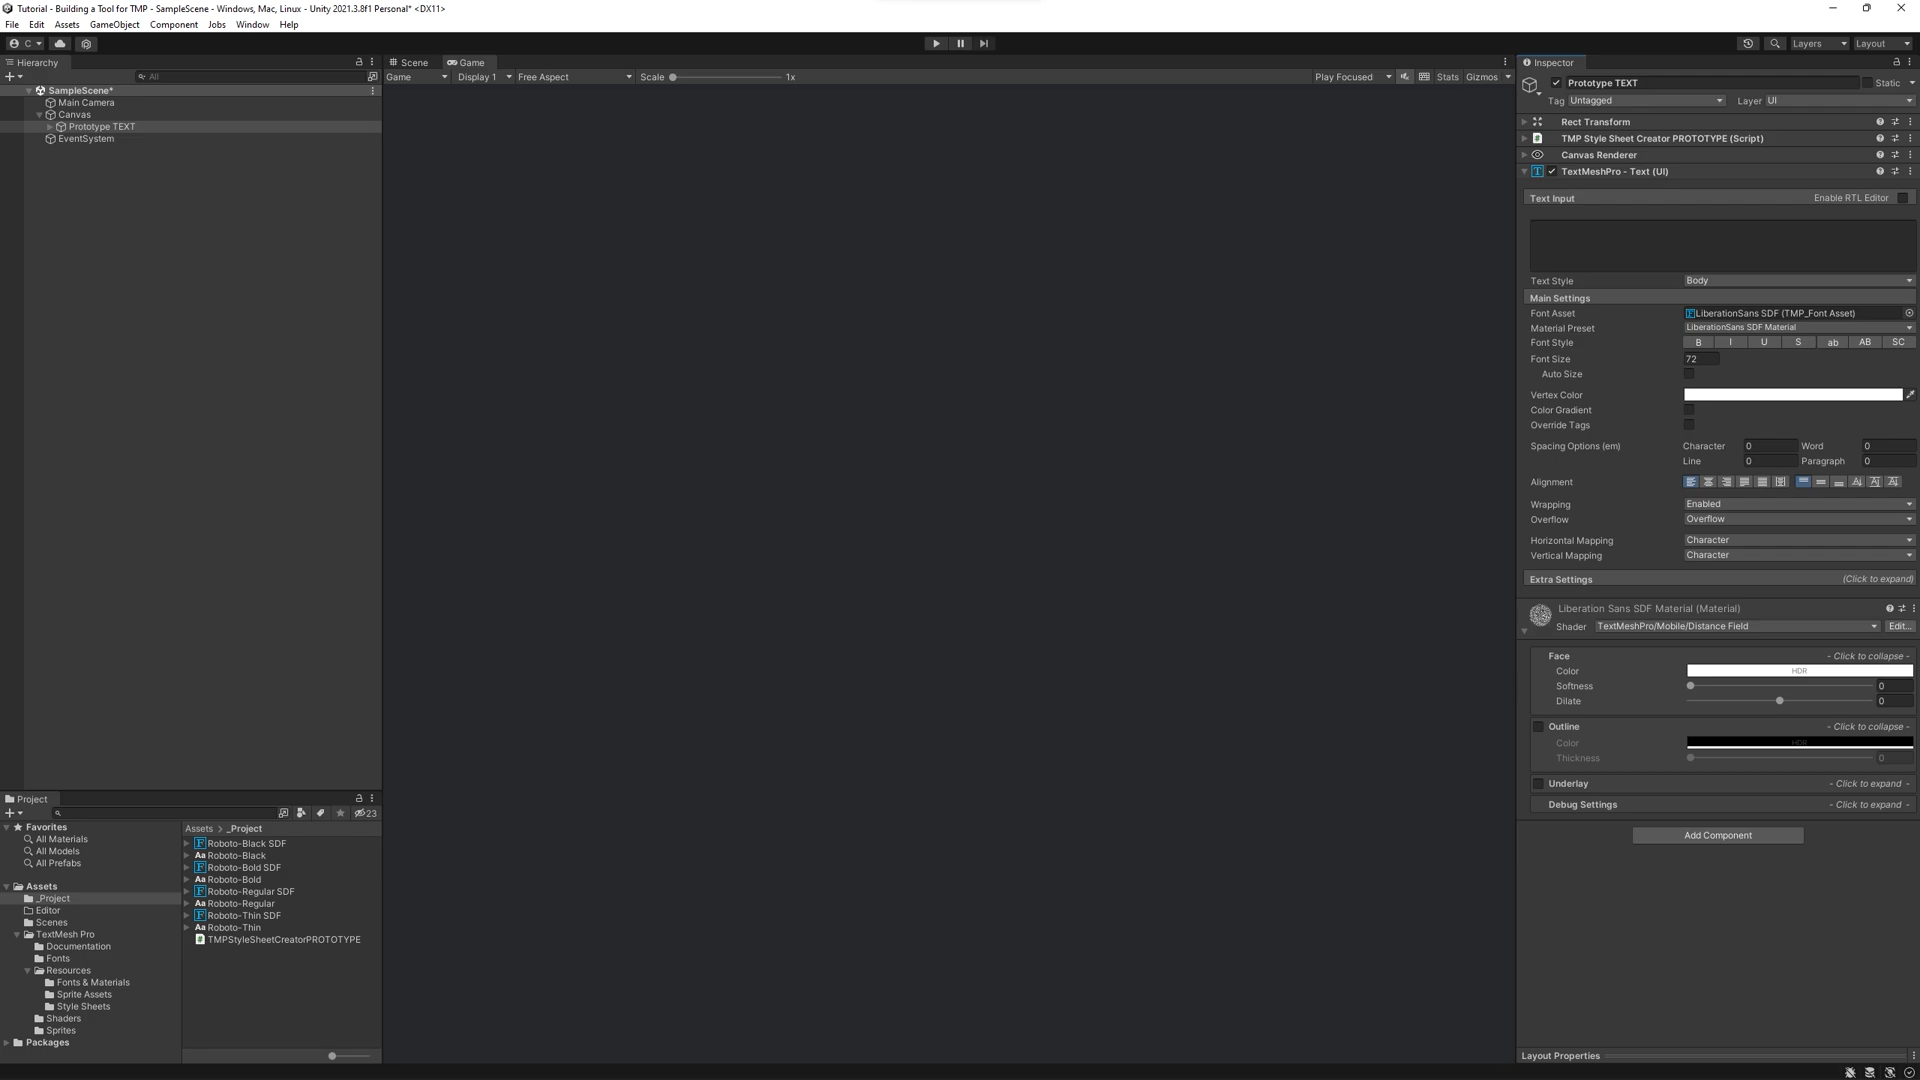 Tutorial - Building a Tool for TMP - SampleScene - Windows, Mac, Linux - Unity 2021.3.8f1 Personal* <DX11>
File Edit Assets GameObject Component Jobs Window Help
C Layers Layout
Hierarchy
All
SampleScene*
Main Camera
Canvas
Prototype TEXT
EventSystem
Scene Game
Game Display 1 Free Aspect Scale 1x Play Focused Stats Gizmos
Inspector
Prototype TEXT Static
Tag Untagged Layer UI
Rect Transform
TMP Style Sheet Creator PROTOTYPE (Script)
Canvas Renderer
TextMeshPro - Text (UI)
Text Input Enable RTL Editor
Text Style Body
Main Settings
Font Asset LiberationSans SDF (TMP_Font Asset)
Material Preset LiberationSans SDF Material
Font Style B I U S ab AB SC
Font Size 72
Auto Size
Vertex Color
Color Gradient
Override Tags
Spacing Options (em) Character 0 Word 0
Line 0 Paragraph 0
Alignment
Wrapping Enabled
Overflow Overflow
Horizontal Mapping Character
Vertical Mapping Character
Extra Settings (Click to expand)
Liberation Sans SDF Material (Material)
Shader TextMeshPro/Mobile/Distance Field Edit...
Face - Click to collapse -
Color HDR
Softness 0
Dilate 0
Outline - Click to collapse -
Color HDR
Thickness 0
Underlay - Click to expand -
Debug Settings - Click to expand -
Add Component
Layout Properties
Project
23
Favorites
All Materials
All Models
All Prefabs
Assets
_Project
Editor
Scenes
TextMesh Pro
Documentation
Fonts
Resources
Fonts & Materials
Sprite Assets
Style Sheets
Shaders
Sprites
Packages
Assets > _Project
Roboto-Black SDF
Aa Roboto-Black
Roboto-Bold SDF
Aa Roboto-Bold
Roboto-Regular SDF
Aa Roboto-Regular
Roboto-Thin SDF
Aa Roboto-Thin
TMPStyleSheetCreatorPROTOTYPE